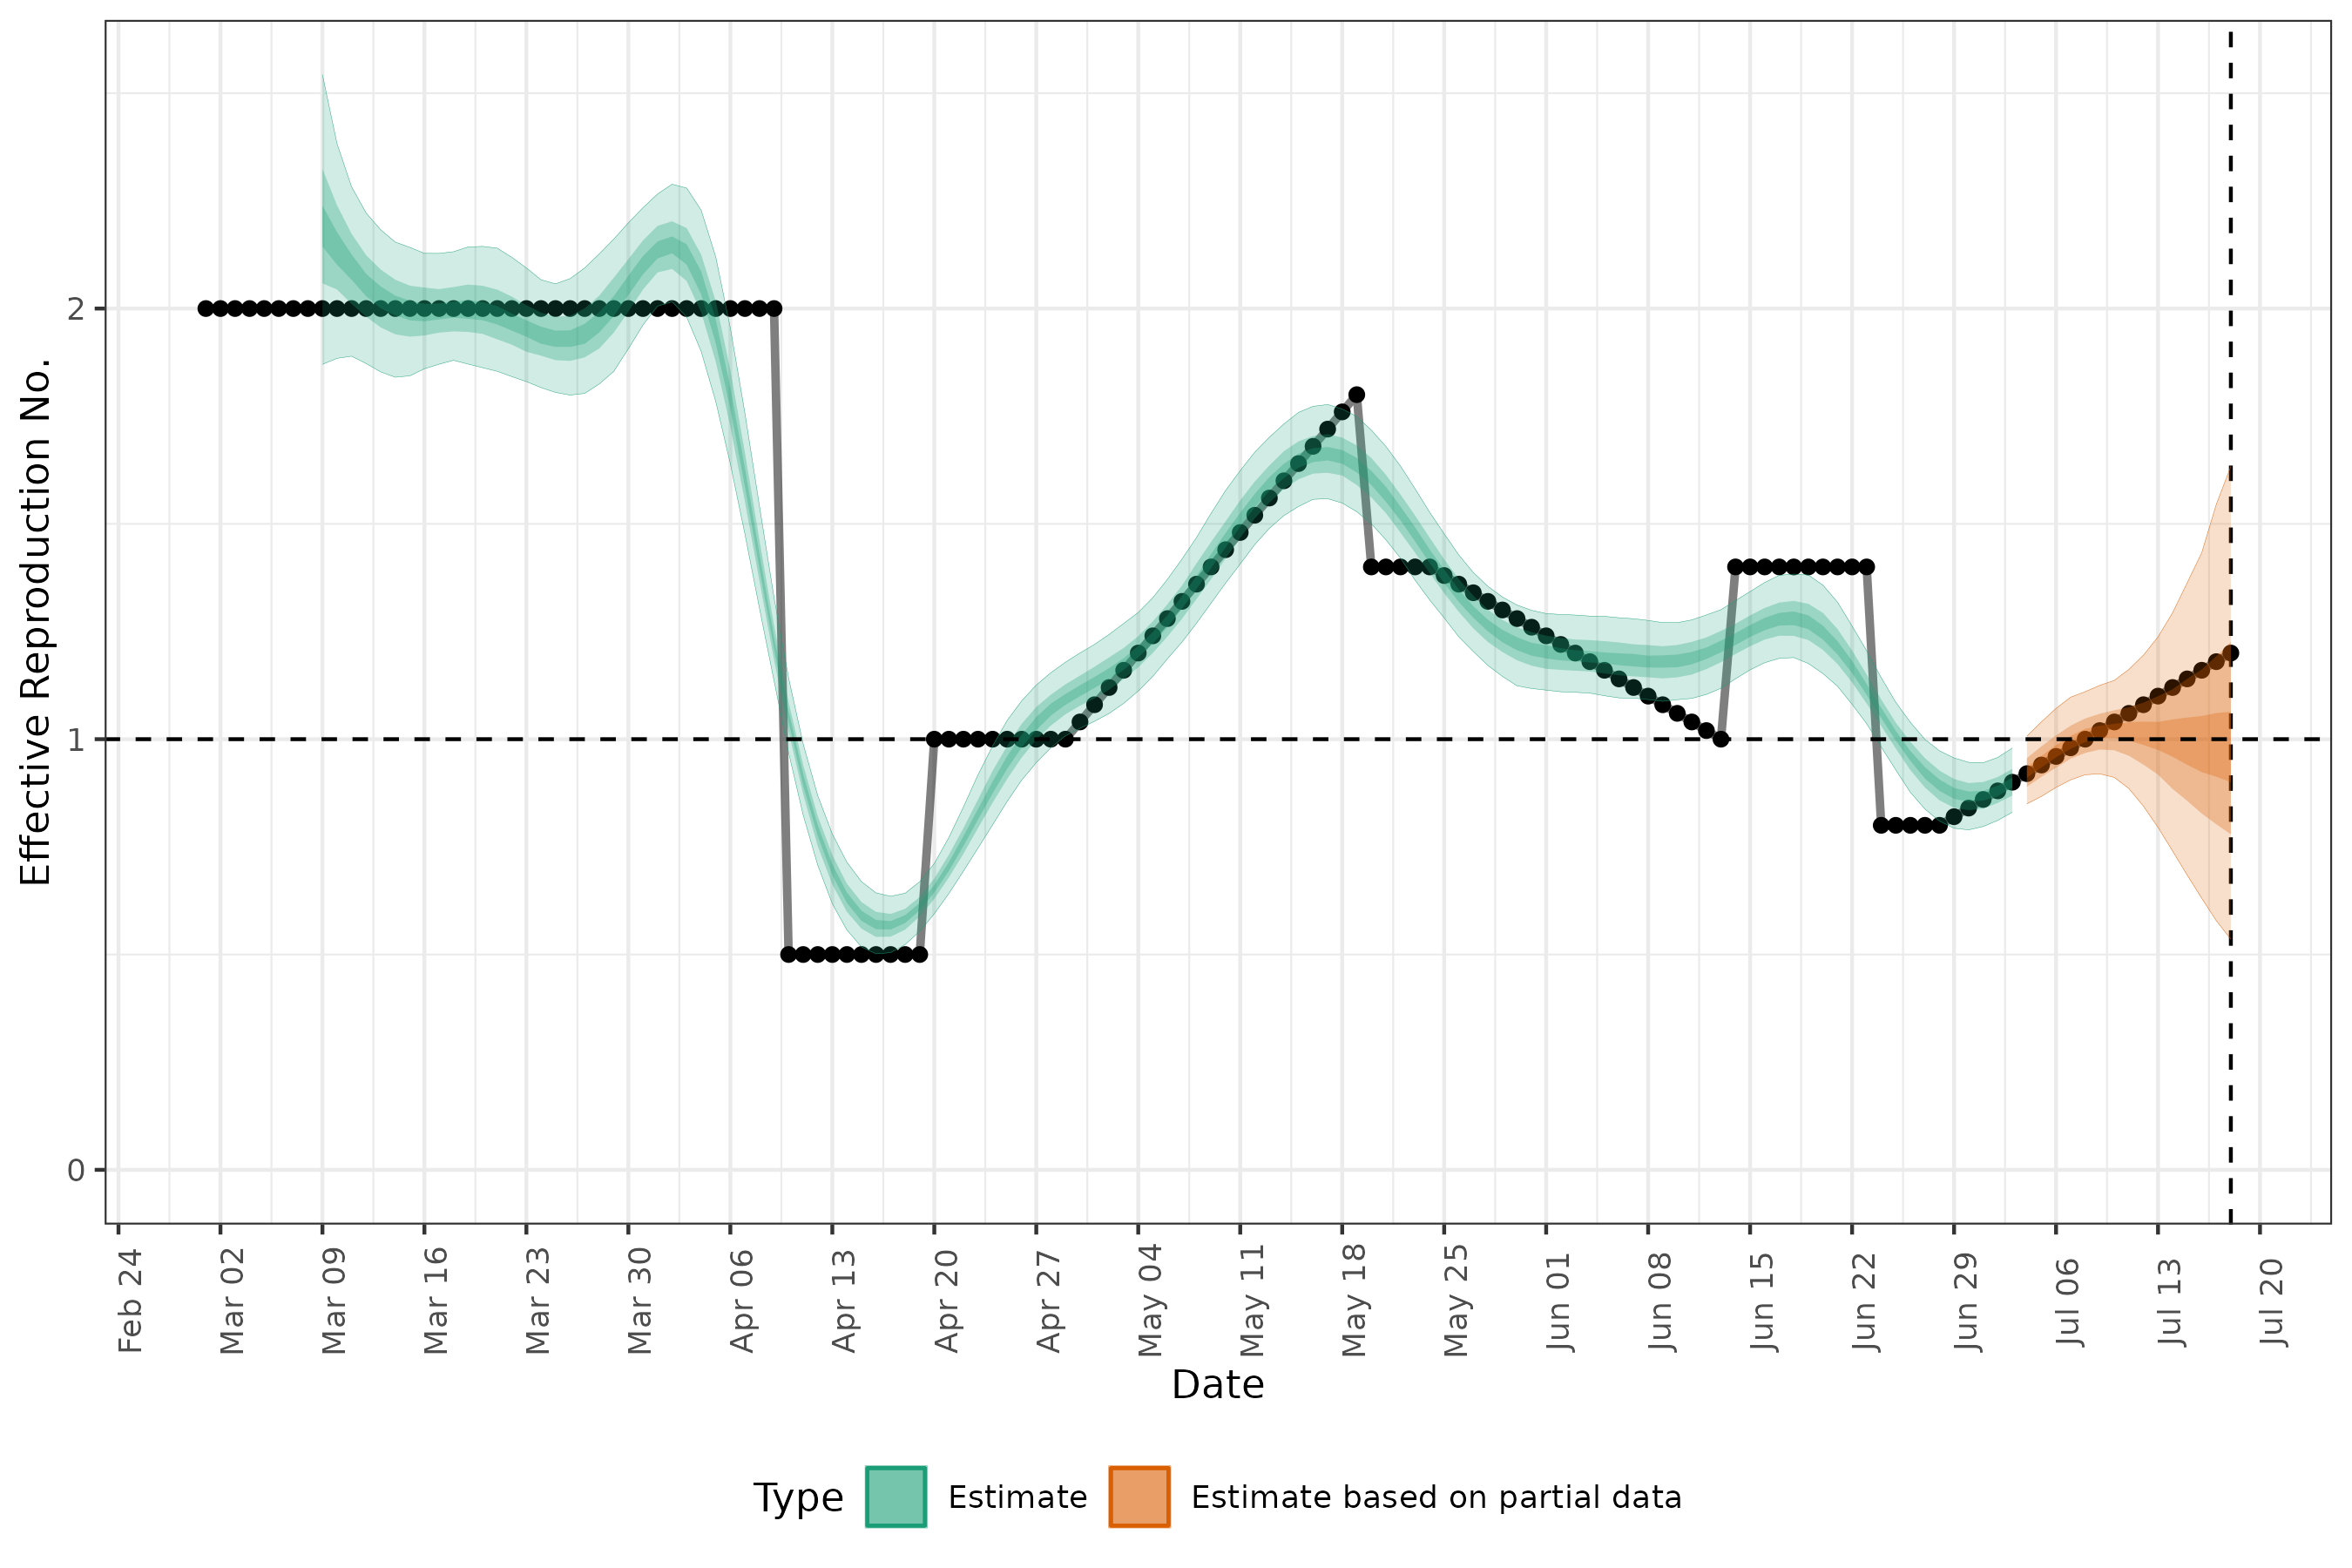 Effective Reproduction No.
2
1
0
Feb 24
Mar 02
Mar 09
Mar 16
Mar 23
Mar 30
Apr 06
Apr 13
Apr 20
Apr 27
May 04
May 11
May 18
May 25
Jun 01
Jun 08
Jun 15
Jun 22
Jun 29
Jul 06
Jul 13
Jul 20
Date
Type Estimate Estimate based on partial data